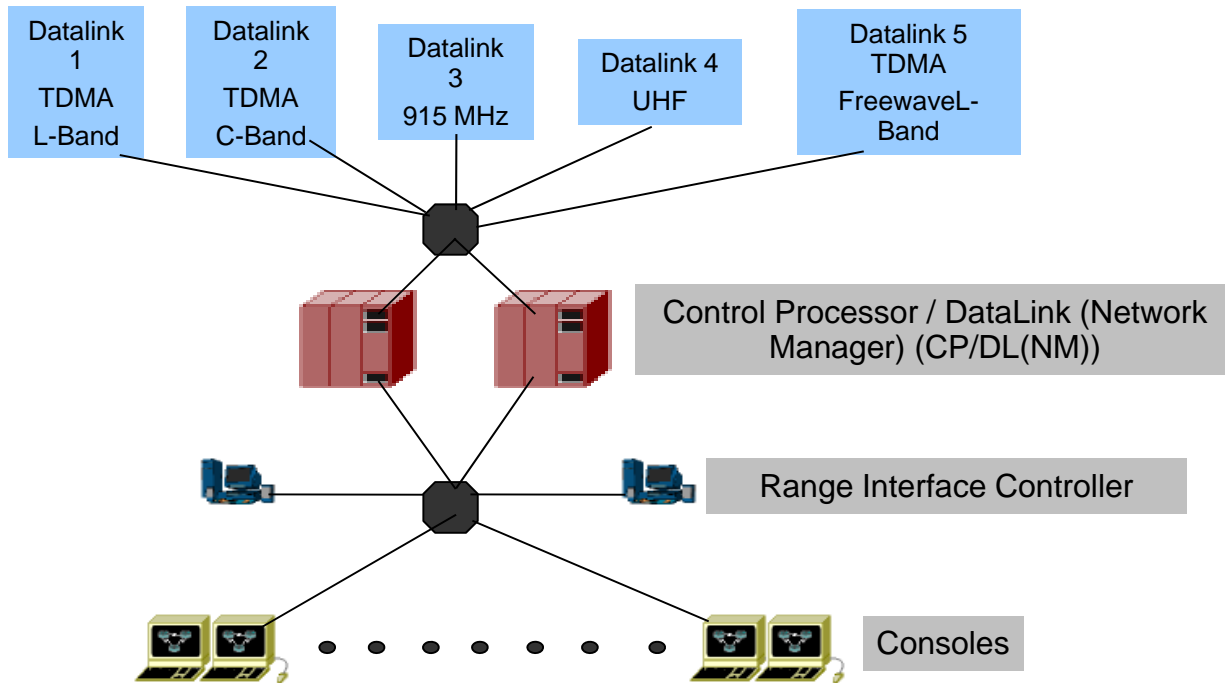 Datalink
1
TDMA
L-Band
Datalink
2
TDMA
C-Band
Datalink
3
915 MHz
Datalink 4
UHF
Datalink 5
TDMA
FreewaveL-
Band
Control Processor / DataLink (Network
Manager) (CP/DL(NM))
Range Interface Controller
Consoles